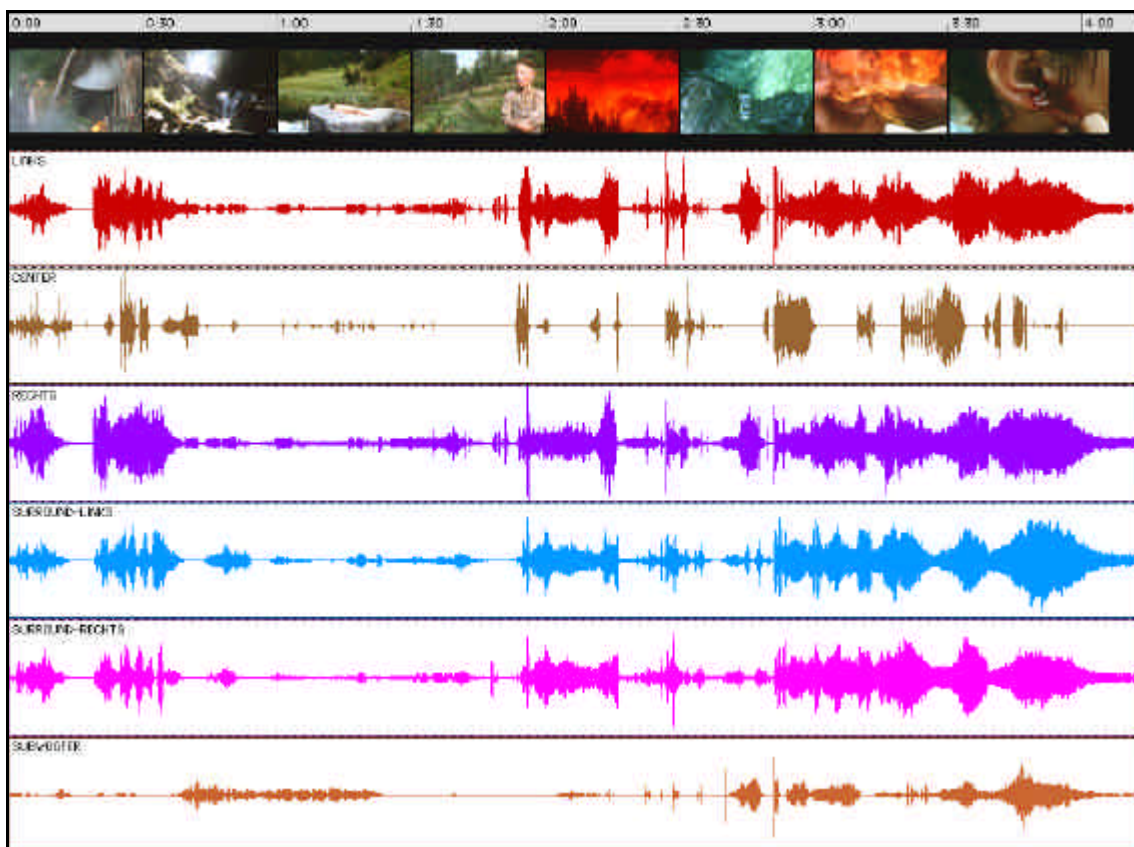 0:00 0:30 1:00 1:30 2:00 2:30 3:00 3:30 4:00
LINKS
CENTER
RECHTS
SURROUND-LINKS
SURROUND-RECHTS
SUBWOOFER